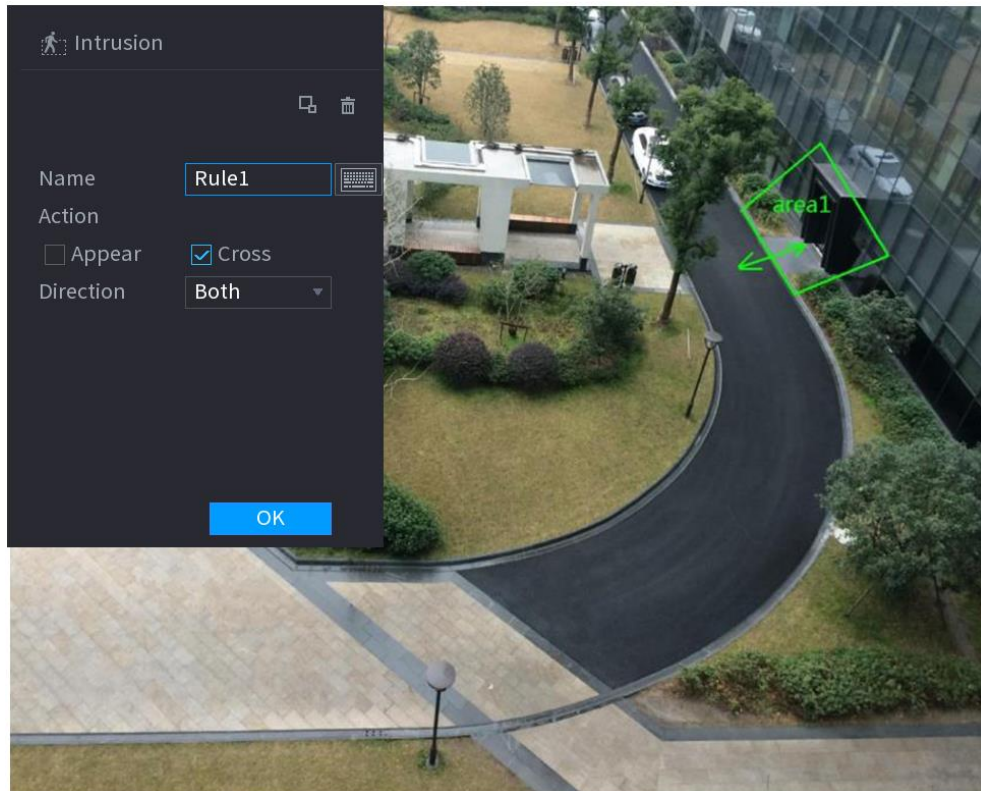 Intrusion
Name Rule1
Action
Appear Cross
Direction Both
OK
area1